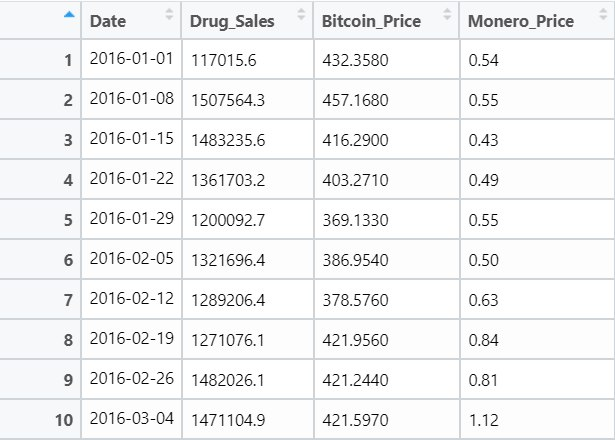 Date Drug_Sales Bitcoin_Price Monero_Price
1 2016-01-01 117015.6 432.3580 0.54
2 2016-01-08 1507564.3 457.1680 0.55
3 2016-01-15 1483235.6 416.2900 0.43
4 2016-01-22 1361703.2 403.2710 0.49
5 2016-01-29 1200092.7 369.1330 0.55
6 2016-02-05 1321696.4 386.9540 0.50
7 2016-02-12 1289206.4 378.5760 0.63
8 2016-02-19 1271076.1 421.9560 0.84
9 2016-02-26 1482026.1 421.2440 0.81
10 2016-03-04 1471104.9 421.5970 1.12